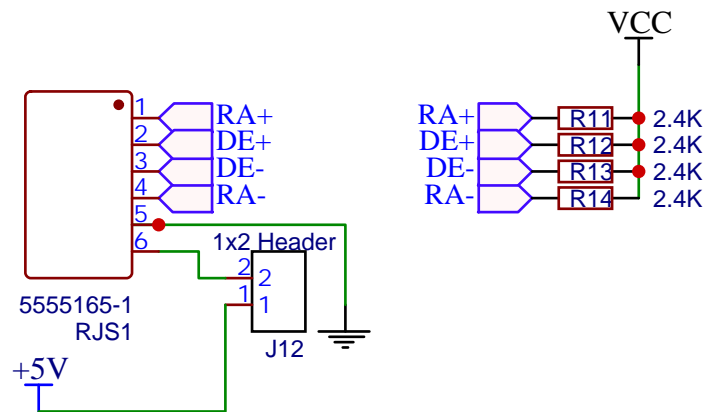 VCC
1 RA+
2 DE+
3 DE-
4 RA-
5
6
RA+ R11 2.4K
DE+ R12 2.4K
DE- R13 2.4K
RA- R14 2.4K
1x2 Header
2 2
1 1
J12
5555165-1
RJS1
+5V